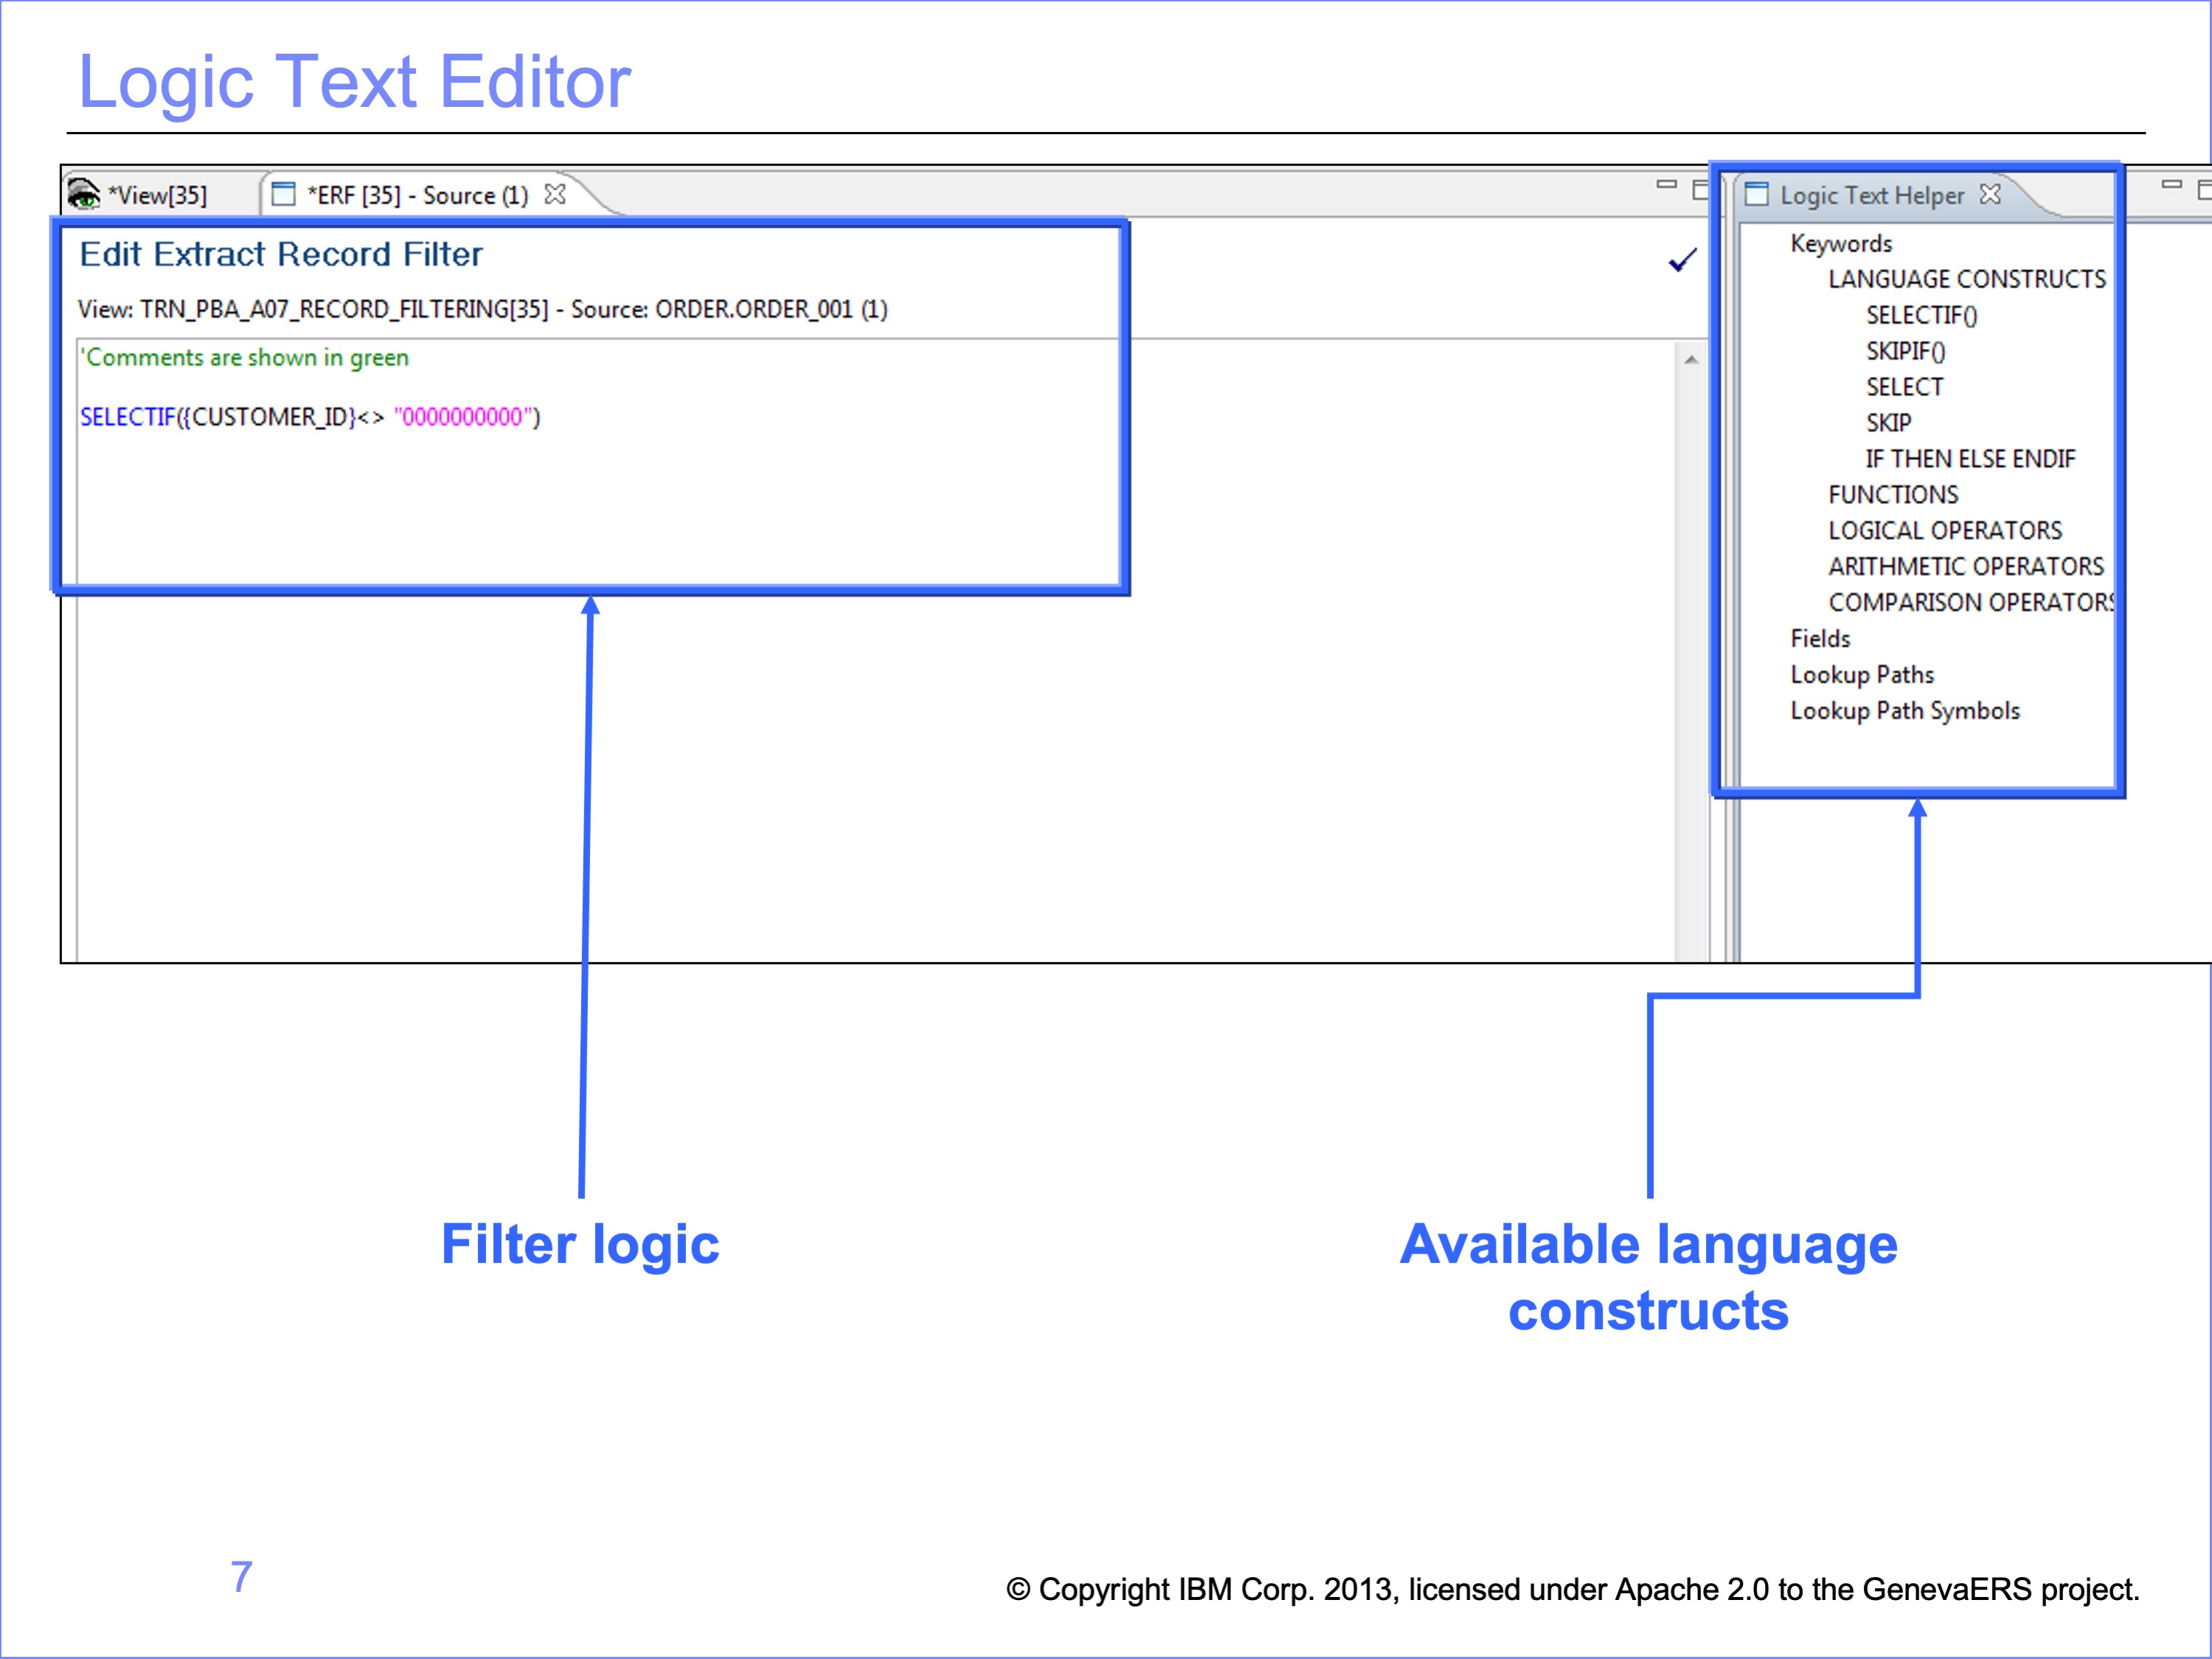 Logic Text Editor
*View[35]
*ERF [35] - Source (1)
Edit Extract Record Filter
View: TRN_PBA_A07_RECORD_FILTERING[35] - Source: ORDER.ORDER_001 (1)
'Comments are shown in green
SELECTIF({CUSTOMER_ID}<> "0000000000")
Logic Text Helper
Keywords
LANGUAGE CONSTRUCTS
SELECTIF()
SKIPIF()
SELECT
SKIP
IF THEN ELSE ENDIF
FUNCTIONS
LOGICAL OPERATORS
ARITHMETIC OPERATORS
COMPARISON OPERATORS
Fields
Lookup Paths
Lookup Path Symbols
Filter logic
Available language
constructs
7
© Copyright IBM Corp. 2013, licensed under Apache 2.0 to the GenevaERS project.